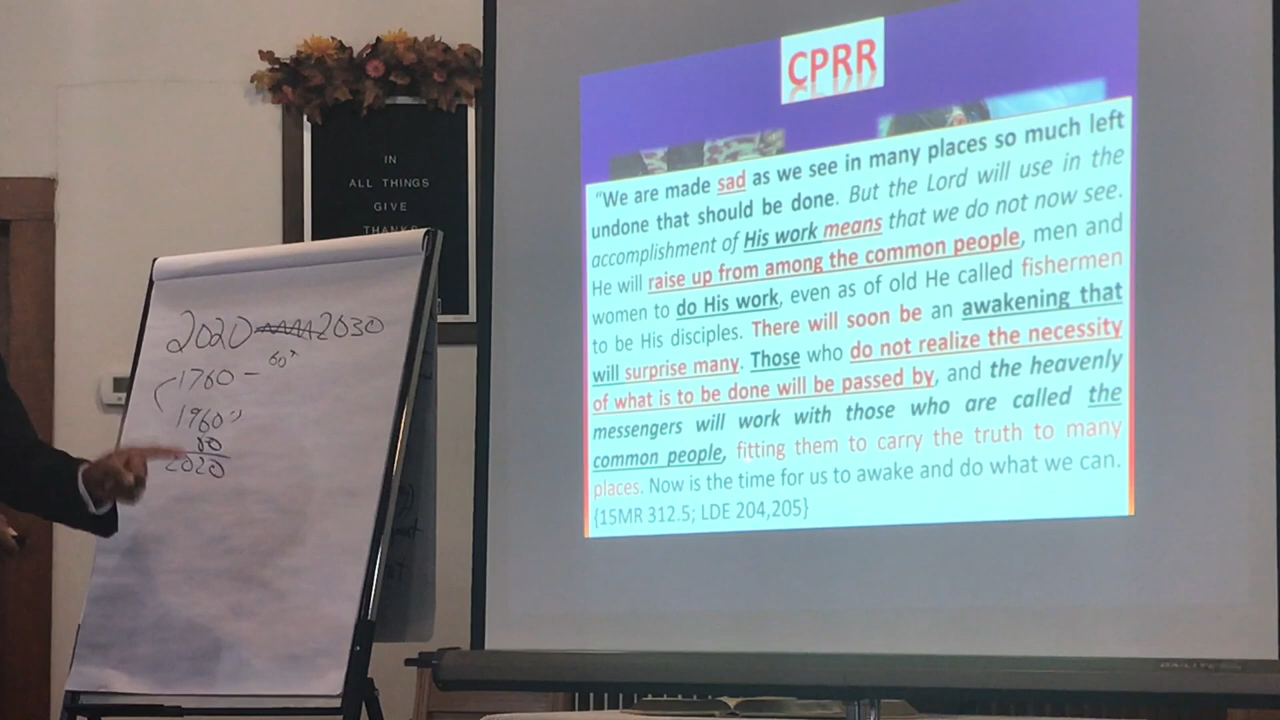 CPRR
IN
ALL THINGS
GIVE
THANKS
“We are made sad as we see in many places so much left
undone that should be done. But the Lord will use in the
accomplishment of His work means that we do not now see.
He will raise up from among the common people, men and
women to do His work, even as of old He called fishermen
to be His disciples. There will soon be an awakening that
will surprise many. Those who do not realize the necessity
of what is to be done will be passed by, and the heavenly
messengers will work with those who are called the
common people, fitting them to carry the truth to many
places. Now is the time for us to awake and do what we can.
{15MR 312.5; LDE 204,205}
2020 2030
60+
1760 -
1960
2020
DA-LITE